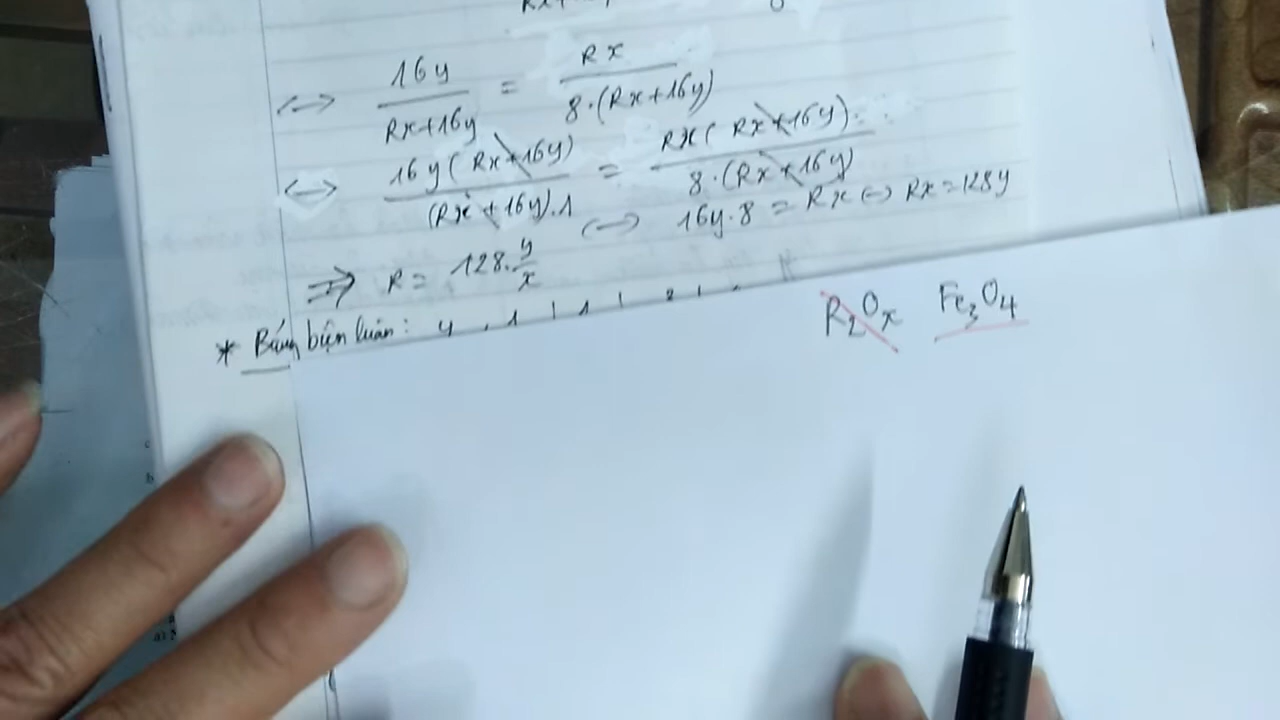 <-> 16y / Rx+16y = Rx / 8.(Rx+16y)
<-> 16y(Rx+16y) / (Rx+16y).1 = Rx(Rx+16y) / 8.(Rx+16y)
<-> 16y.8 = Rx <-> Rx=128y
=> R = 128.y/x
* Bảng biện luận:
R₂Oₓ Fe₃O₄